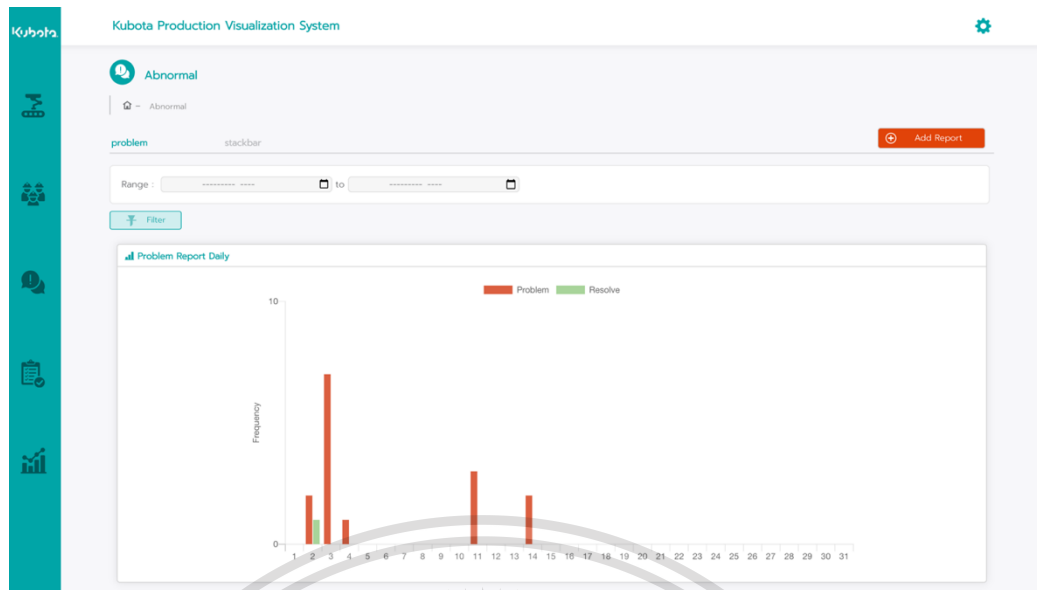 Kubota
Kubota Production Visualization System
Abnormal
Abnormal
problem
stackbar
Add Report
Range :
--------- ----
to
--------- ----
Filter
Problem Report Daily
Problem
Resolve
10
Frequency
0
1 2 3 4 5 6 7 8 9 10 11 12 13 14 15 16 17 18 19 20 21 22 23 24 25 26 27 28 29 30 31